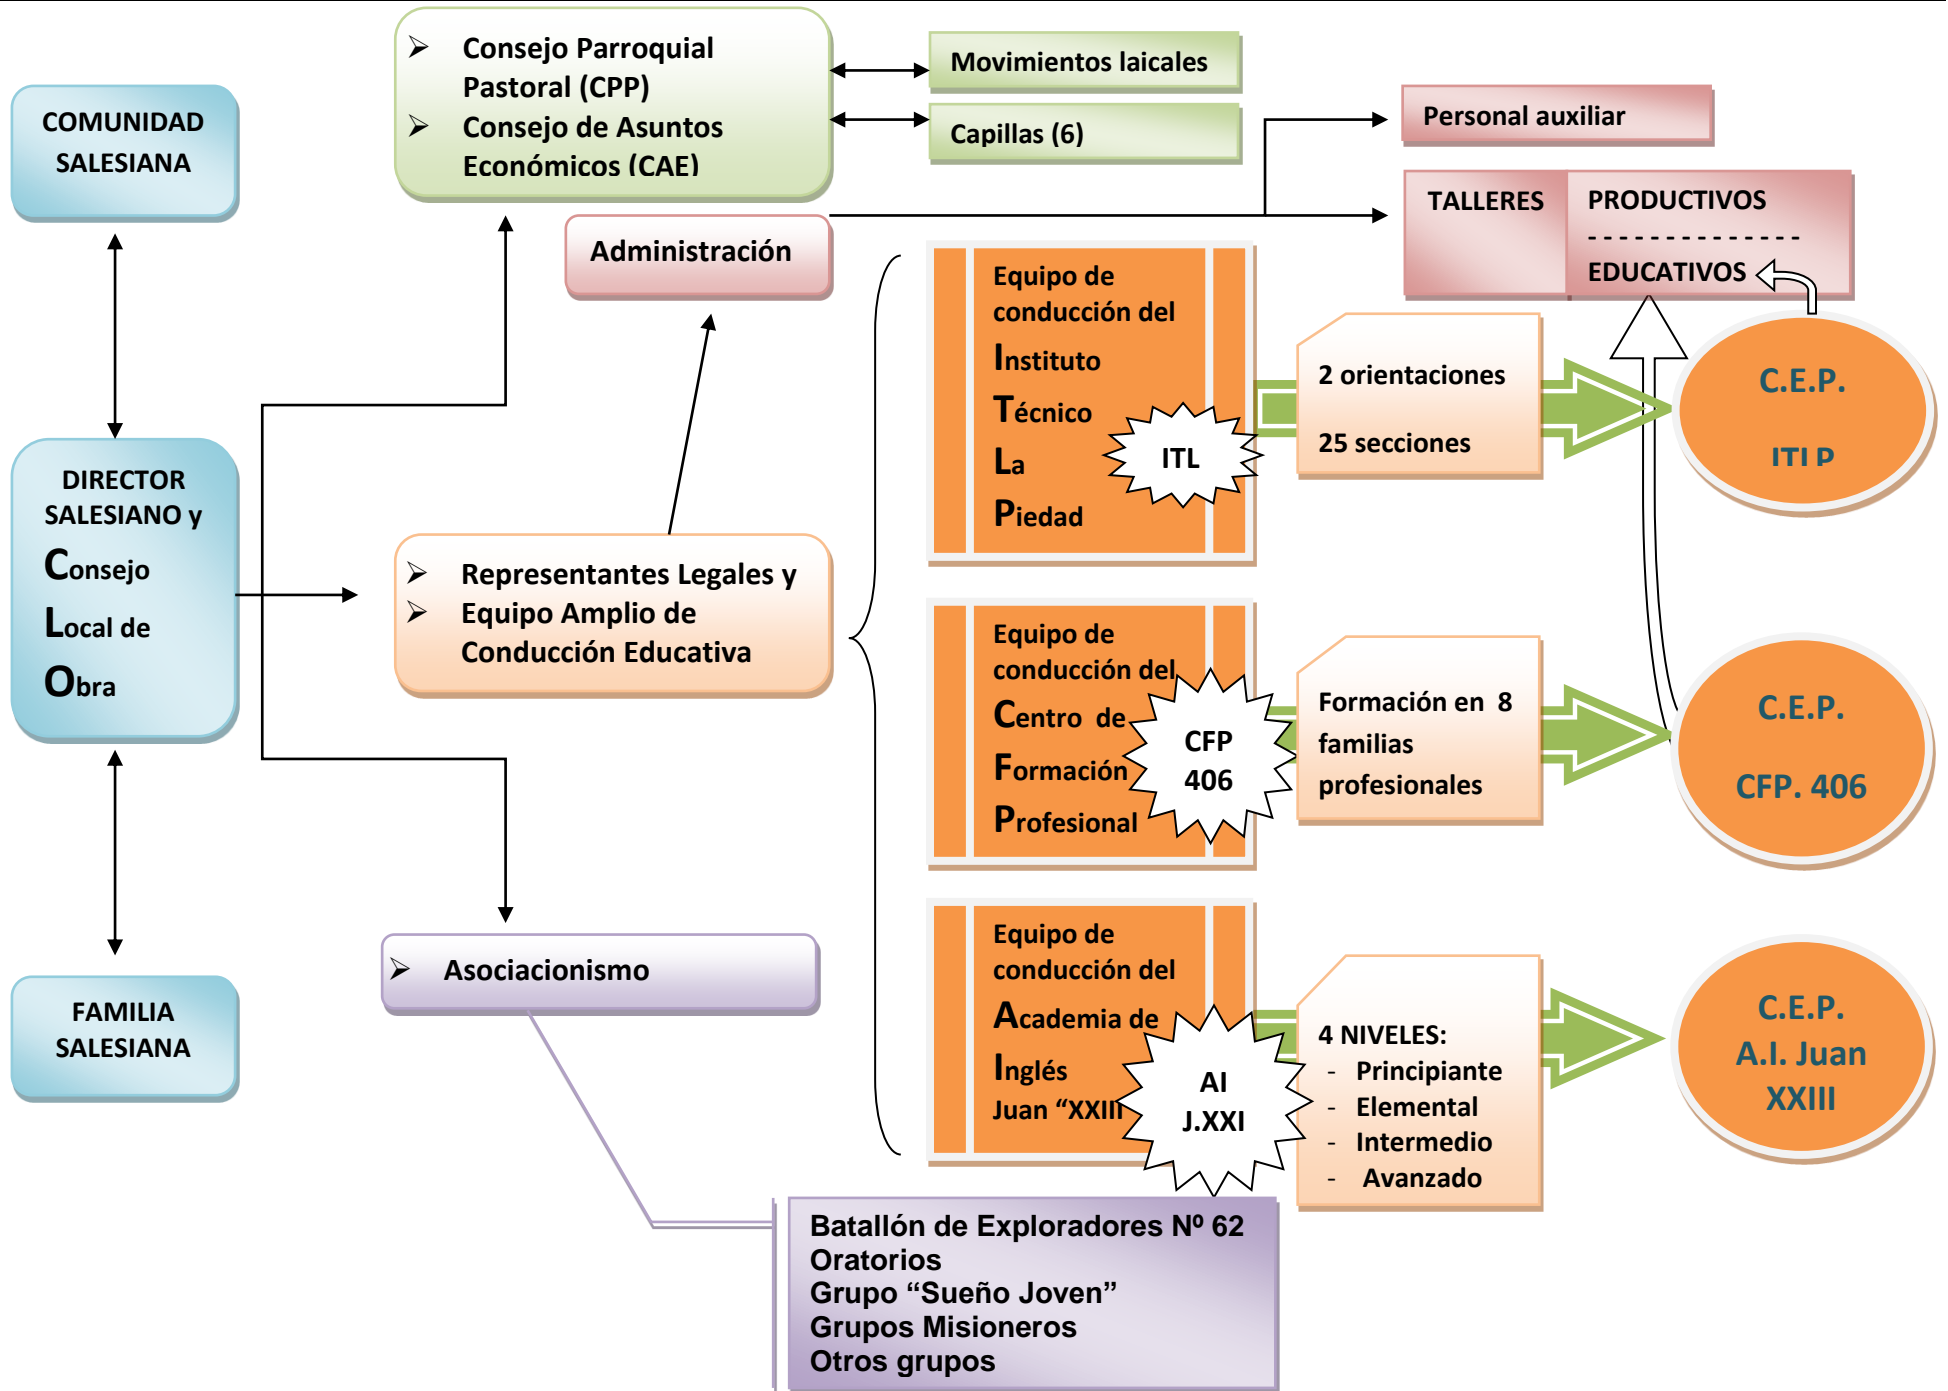 COMUNIDAD
SALESIANA
DIRECTOR
SALESIANO y
Consejo
Local de
Obra
FAMILIA
SALESIANA
➢ Consejo Parroquial
Pastoral (CPP)
➢ Consejo de Asuntos
Económicos (CAE)
Movimientos laicales
Capillas (6)
Administración
Personal auxiliar
TALLERES
PRODUCTIVOS
--------------
EDUCATIVOS
➢ Representantes Legales y
➢ Equipo Amplio de
Conducción Educativa
➢ Asociacionismo
Equipo de
conducción del
Instituto
Técnico
La
Piedad
ITL
2 orientaciones
25 secciones
C.E.P.
ITLP
Equipo de
conducción del
Centro de
Formación
Profesional
CFP
406
Formación en 8
familias
profesionales
C.E.P.
CFP. 406
Equipo de
conducción del
Academia de
Inglés
Juan “XXIII
AI
J.XXI
4 NIVELES:
- Principiante
- Elemental
- Intermedio
- Avanzado
C.E.P.
A.I. Juan
XXIII
Batallón de Exploradores Nº 62
Oratorios
Grupo “Sueño Joven”
Grupos Misioneros
Otros grupos